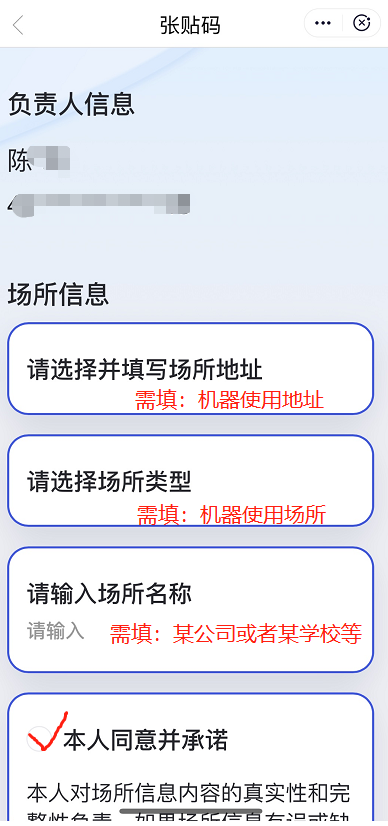 张贴码
负责人信息
陈
场所信息
请选择并填写场所地址
需填：机器使用地址
请选择场所类型
需填：机器使用场所
请输入场所名称
请输入 需填：某公司或者某学校等
本人同意并承诺
本人对场所信息内容的真实性和完
整性负责，如果场所信息有误或缺